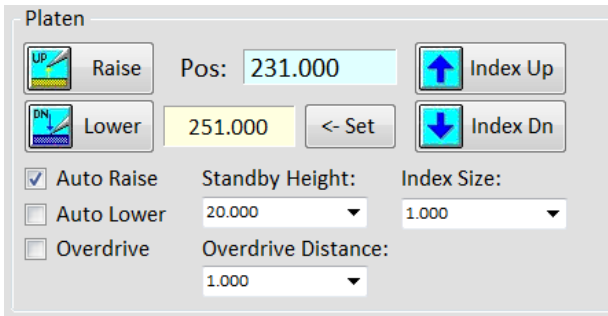 Platen
UP Raise Pos: 231.000 Index Up
DN Lower 251.000 <- Set Index Dn
Auto Raise Standby Height: Index Size:
Auto Lower 20.000 1.000
Overdrive Overdrive Distance:
1.000